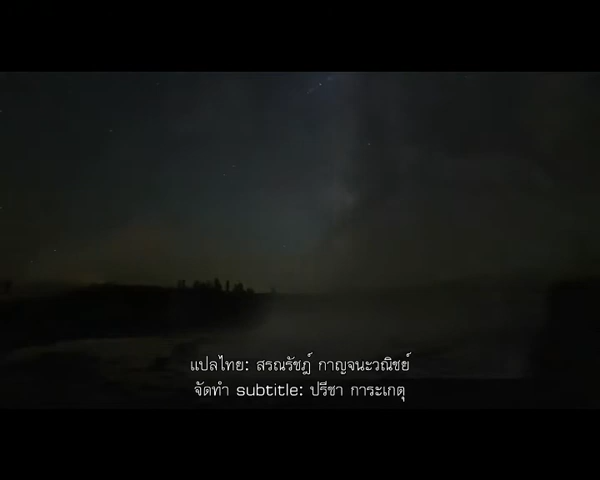 แปลไทย: สรณรัชฎ์ กาญจนะวณิชย์
จัดทำ subtitle: ปรีชา การะเกตุ